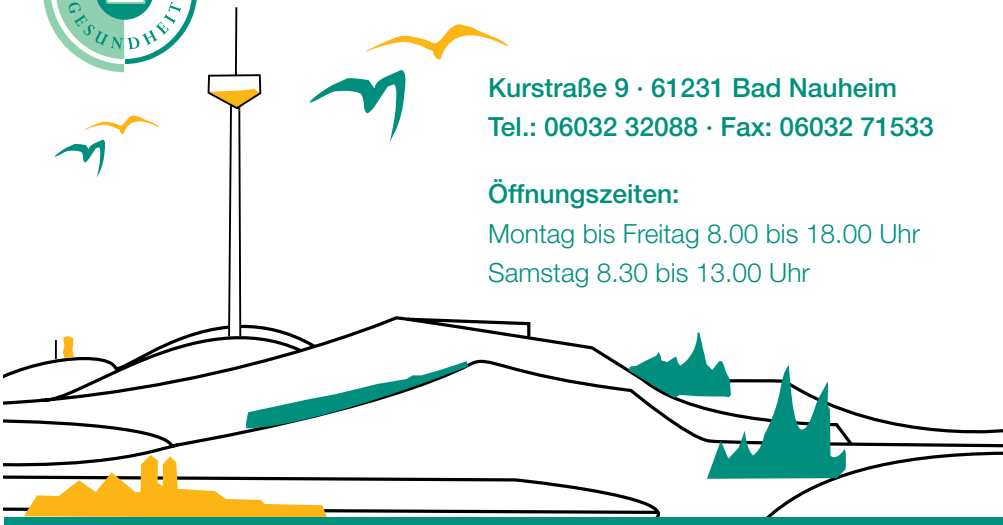 GESUNDHEIT
Kurstraße 9 · 61231 Bad Nauheim
Tel.: 06032 32088 · Fax: 06032 71533
Öffnungszeiten:
Montag bis Freitag 8.00 bis 18.00 Uhr
Samstag 8.30 bis 13.00 Uhr